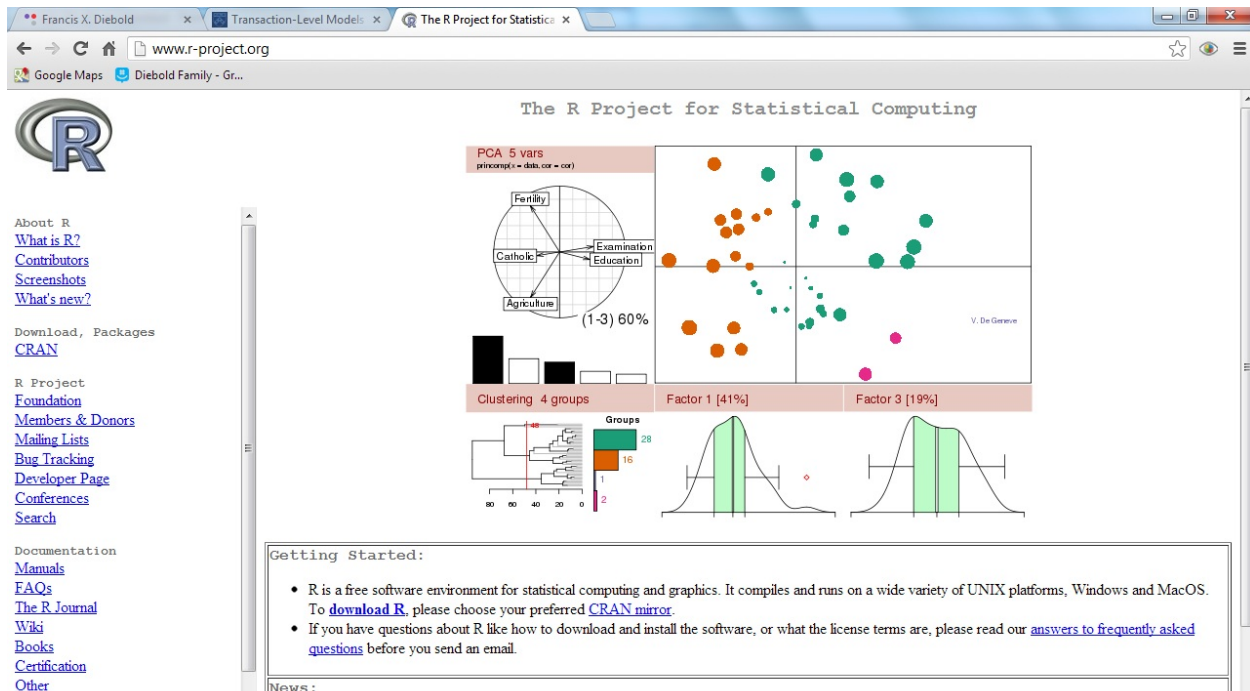 Francis X. Diebold
Transaction-Level Models
The R Project for Statistica
www.r-project.org
Google Maps
Diebold Family - Gr...
R
The R Project for Statistical Computing
PCA 5 vars
princomp(x = data, cor = cor)
Fertility
Examination
Catholic
Education
Agriculture
(1-3) 60%
V. De Geneve
Clustering 4 groups
Factor 1 [41%]
Factor 3 [19%]
48
Groups
28
16
1
2
80 60 40 20 0
About R
What is R?
Contributors
Screenshots
What's new?
Download, Packages
CRAN
R Project
Foundation
Members & Donors
Mailing Lists
Bug Tracking
Developer Page
Conferences
Search
Documentation
Manuals
FAQs
The R Journal
Wiki
Books
Certification
Other
Getting Started:
R is a free software environment for statistical computing and graphics. It compiles and runs on a wide variety of UNIX platforms, Windows and MacOS.
To download R, please choose your preferred CRAN mirror.
If you have questions about R like how to download and install the software, or what the license terms are, please read our answers to frequently asked
questions before you send an email.
News: